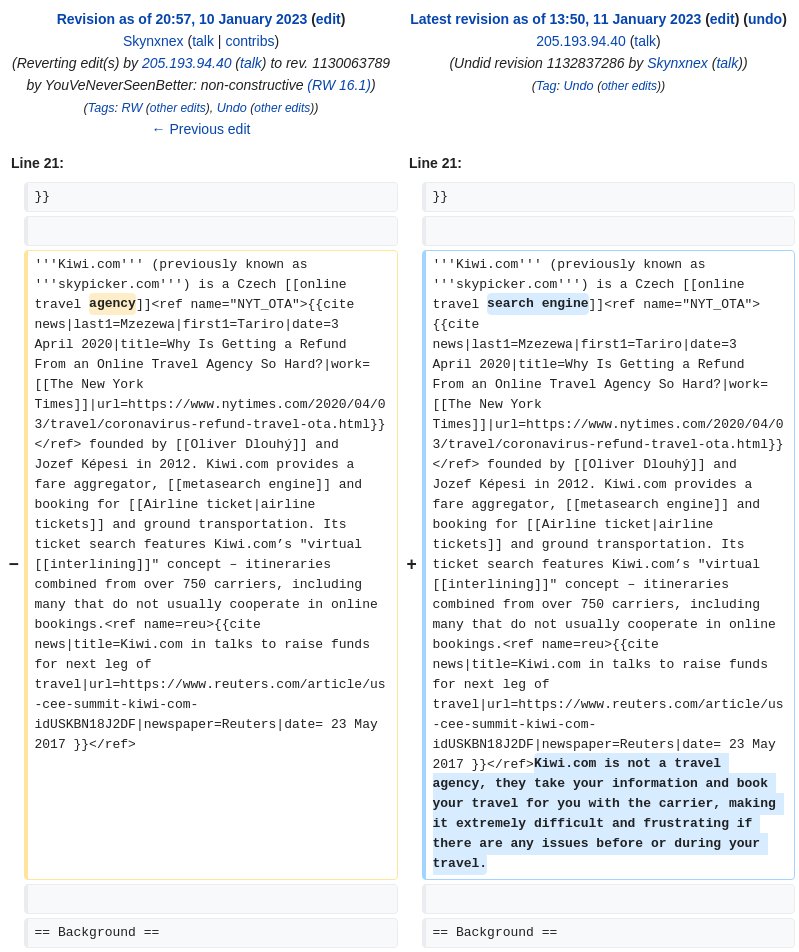 Revision as of 20:57, 10 January 2023 (edit)
Skynxnex (talk | contribs)
(Reverting edit(s) by 205.193.94.40 (talk) to rev. 1130063789
by YouVeNeverSeenBetter: non-constructive (RW 16.1))
(Tags: RW (other edits), Undo (other edits))
← Previous edit
Latest revision as of 13:50, 11 January 2023 (edit) (undo)
205.193.94.40 (talk)
(Undid revision 1132837286 by Skynxnex (talk))
(Tag: Undo (other edits))
Line 21:
}}
−
'''Kiwi.com''' (previously known as
'''skypicker.com''') is a Czech [[online
travel agency]]<ref name="NYT_OTA">{{cite
news|last1=Mzezewa|first1=Tariro|date=3
April 2020|title=Why Is Getting a Refund
From an Online Travel Agency So Hard?|work=
[[The New York
Times]]|url=https://www.nytimes.com/2020/04/0
3/travel/coronavirus-refund-travel-ota.html}}
</ref> founded by [[Oliver Dlouhý]] and
Jozef Képesi in 2012. Kiwi.com provides a
fare aggregator, [[metasearch engine]] and
booking for [[Airline ticket|airline
tickets]] and ground transportation. Its
ticket search features Kiwi.com’s "virtual
[[interlining]]" concept – itineraries
combined from over 750 carriers, including
many that do not usually cooperate in online
bookings.<ref name=reu>{{cite
news|title=Kiwi.com in talks to raise funds
for next leg of
travel|url=https://www.reuters.com/article/us
-cee-summit-kiwi-com-
idUSKBN18J2DF|newspaper=Reuters|date= 23 May
2017 }}</ref>
== Background ==
Line 21:
}}
+
'''Kiwi.com''' (previously known as
'''skypicker.com''') is a Czech [[online
travel search engine]]<ref name="NYT_OTA">
{{cite
news|last1=Mzezewa|first1=Tariro|date=3
April 2020|title=Why Is Getting a Refund
From an Online Travel Agency So Hard?|work=
[[The New York
Times]]|url=https://www.nytimes.com/2020/04/0
3/travel/coronavirus-refund-travel-ota.html}}
</ref> founded by [[Oliver Dlouhý]] and
Jozef Képesi in 2012. Kiwi.com provides a
fare aggregator, [[metasearch engine]] and
booking for [[Airline ticket|airline
tickets]] and ground transportation. Its
ticket search features Kiwi.com’s "virtual
[[interlining]]" concept – itineraries
combined from over 750 carriers, including
many that do not usually cooperate in online
bookings.<ref name=reu>{{cite
news|title=Kiwi.com in talks to raise funds
for next leg of
travel|url=https://www.reuters.com/article/us
-cee-summit-kiwi-com-
idUSKBN18J2DF|newspaper=Reuters|date= 23 May
2017 }}</ref>Kiwi.com is not a travel
agency, they take your information and book
your travel for you with the carrier, making
it extremely difficult and frustrating if
there are any issues before or during your
travel.
== Background ==